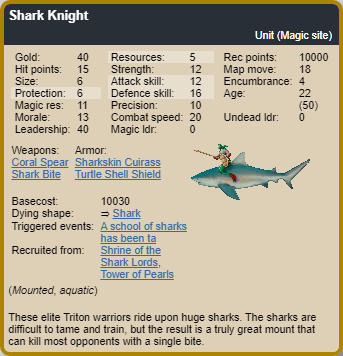 Shark Knight
Unit (Magic site)
Gold: 40 Resources: 5 Rec points: 10000
Hit points: 15 Strength: 12 Map move: 18
Size: 6 Attack skill: 12 Encumbrance: 4
Protection: 6 Defence skill: 16 Age: 22
Magic res: 11 Precision: 10 (50)
Morale: 13 Combat speed: 20 Undead ldr: 0
Leadership: 40 Magic ldr: 0
Weapons: Armor:
Coral Spear Sharkskin Cuirass
Shark Bite Turtle Shell Shield
Basecost: 10030
Dying shape: ⇒ Shark
Triggered events: A school of sharks
has been ta
Recruited from: Shrine of the
Shark Lords,
Tower of Pearls
(Mounted, aquatic)
These elite Triton warriors ride upon huge sharks. The sharks are
difficult to tame and train, but the result is a truly great mount that
can kill most opponents with a single bite.